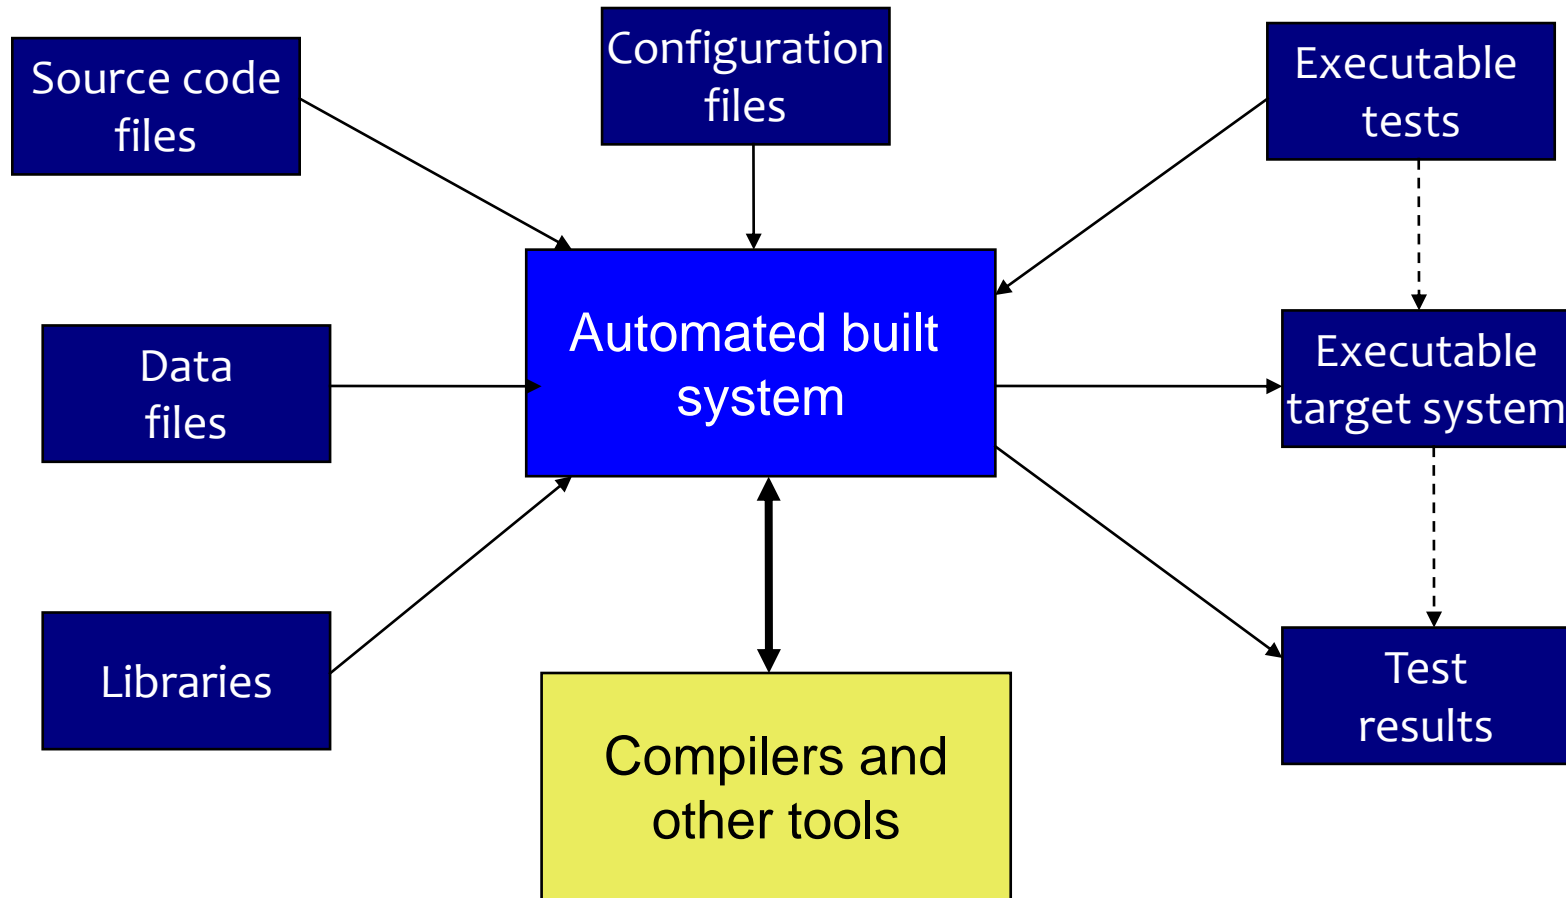 Source code
files
Configuration
files
Executable
tests
Automated built
system
Data
files
Executable
target system
Libraries
Test
results
Compilers and
other tools